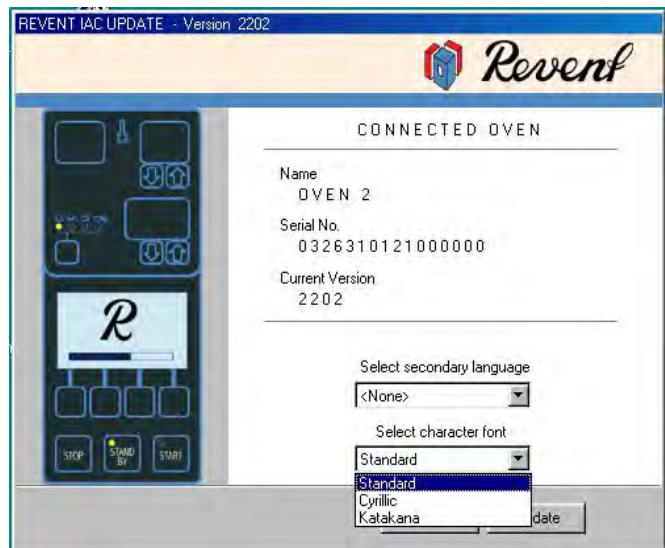 REVENT IAC UPDATE - Version 2202
Revent
CONNECTED OVEN
Name
OVEN 2
Serial No.
0326310121000000
Current Version
2202
R
Select secondary language
<None>
Select character font
Standard
Standard
Cyrillic
Katakana
date
STOP
STAND BY
START